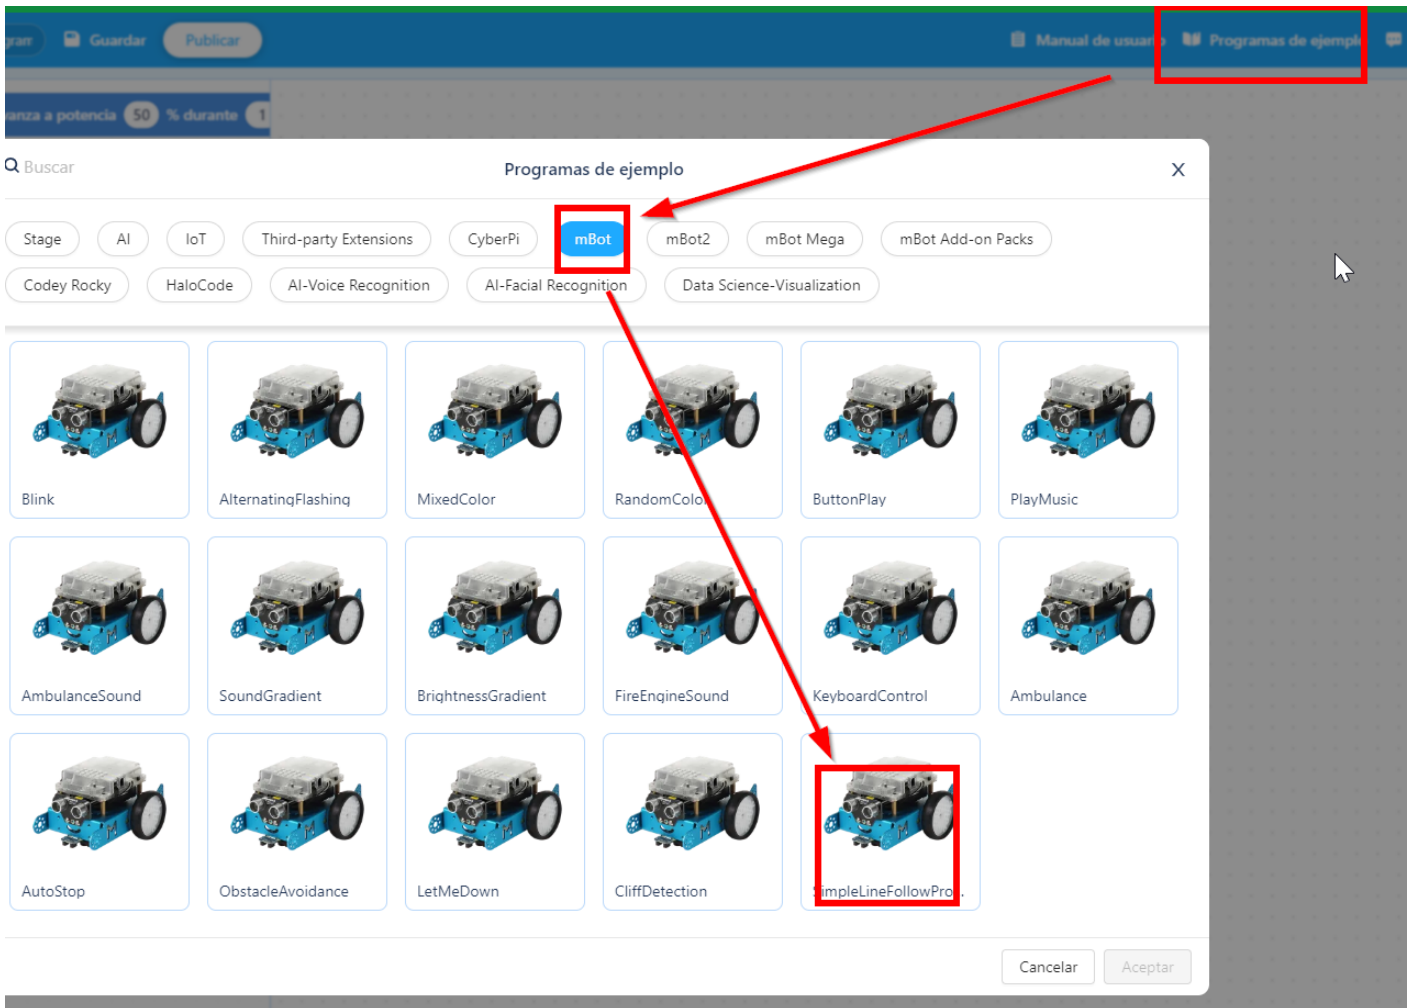 Guardar Publicar Manual de usuario Programas de ejemplo
anza a potencia 50 % durante 1
Buscar Programas de ejemplo X
Stage AI IoT Third-party Extensions CyberPi mBot mBot2 mBot Mega mBot Add-on Packs
Codey Rocky HaloCode AI-Voice Recognition AI-Facial Recognition Data Science-Visualization
Blink AlternatingFlashing MixedColor RandomColor ButtonPlay PlayMusic
AmbulanceSound SoundGradient BrightnessGradient FireEngineSound KeyboardControl Ambulance
AutoStop ObstacleAvoidance LetMeDown CliffDetection SimpleLineFollowPro...
Cancelar Aceptar